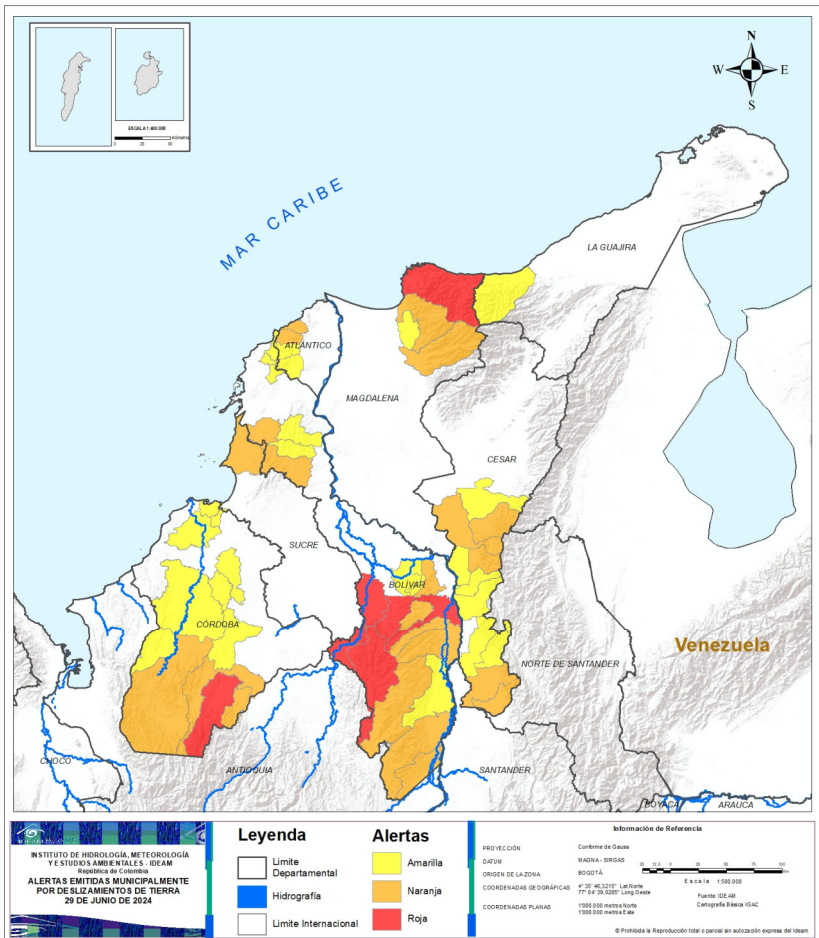 ESCALA 1:400.000
0 25 50
N
W E
S
MAR CARIBE
LA GUAJIRA
ATLÁNTICO
MAGDALENA
CESAR
SUCRE
BOLÍVAR
CÓRDOBA
Venezuela
NORTE DE SANTANDER
CHOCO
ANTIOQUIA
SANTANDER
BOYACÁ
ARAUCA
INSTITUTO DE HIDROLOGÍA, METEOROLOGÍA
Y ESTUDIOS AMBIENTALES - IDEAM
República de Colombia
ALERTAS EMITIDAS MUNICIPALMENTE
POR DESLIZAMIENTOS DE TIERRA
29 DE JUNIO DE 2024
Leyenda
Limite
Departamental
Hidrografía
Limite Internacional
Alertas
Amarilla
Naranja
Roja
Información de Referencia
PROYECCIÓN Conforme de Gauss
DATUM MAGNA - SIRGAS
ORIGEN DE LA ZONA BOGOTÁ
COORDENADAS GEOGRÁFICAS 4° 35' 46,3215" Lat.Norte
77° 04' 39,0285" Long.Oeste
COORDENADAS PLANAS 1'000.000 metros Norte
1'000.000 metros Este
Escala 1:500.000
Fuente: IDEAM
Cartografía Básica IGAC
© Prohibida la Reproducción total o parcial sin autozación expresa del Ideam